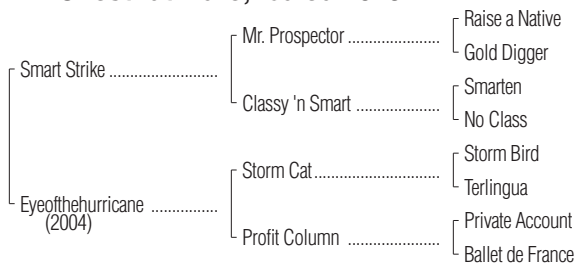 Raise a Native
Mr. Prospector ....................
Gold Digger
Smart Strike ........................
Smarten
Classy 'n Smart ....................
No Class
Storm Bird
Storm Cat ........................
Terlingua
Eyeofthehurricane ...............
(2004)
Private Account
Profit Column ....................
Ballet de France